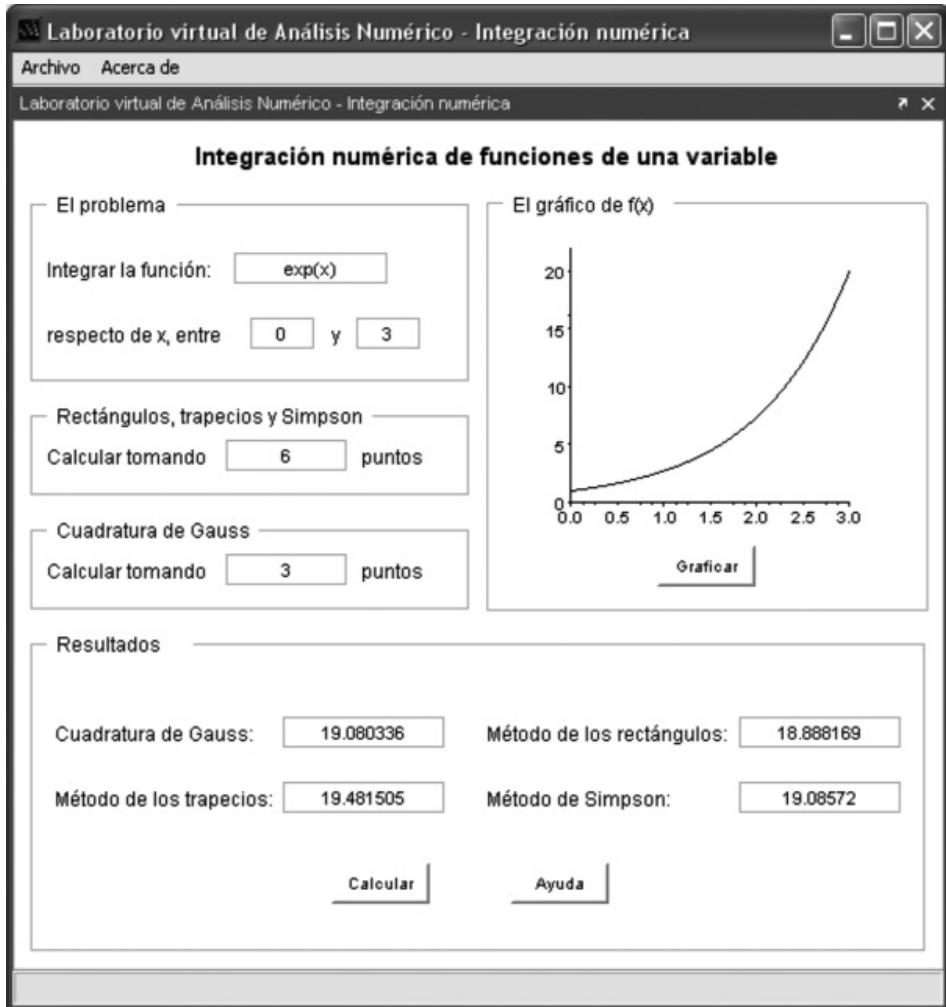 Laboratorio virtual de Análisis Numérico - Integración numérica
Archivo Acerca de
Laboratorio virtual de Análisis Numérico - Integración numérica
Integración numérica de funciones de una variable
El problema
Integrar la función: exp(x)
respecto de x, entre 0 y 3
Rectángulos, trapecios y Simpson
Calcular tomando 6 puntos
Cuadratura de Gauss
Calcular tomando 3 puntos
El gráfico de f(x)
20
15
10
5
0
0.0 0.5 1.0 1.5 2.0 2.5 3.0
Graficar
Resultados
Cuadratura de Gauss: 19.080336 Método de los rectángulos: 18.888169
Método de los trapecios: 19.481505 Método de Simpson: 19.08572
Calcular Ayuda